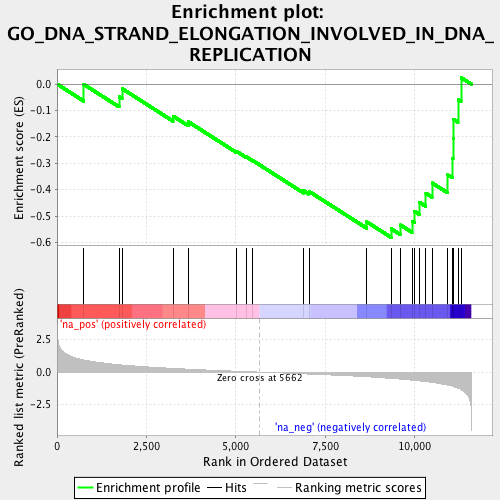 Enrichment plot:
GO_DNA_STRAND_ELONGATION_INVOLVED_IN_DNA_
REPLICATION
Enrichment score (ES)
0.0
-0.1
-0.2
-0.3
-0.4
-0.5
-0.6
'na_pos' (positively correlated)
Ranked list metric (PreRanked)
2.5
0.0
-2.5
Zero cross at 5662
'na_neg' (negatively correlated)
0
2,500
5,000
7,500
10,000
Rank in Ordered Dataset
Enrichment profile
Hits
Ranking metric scores